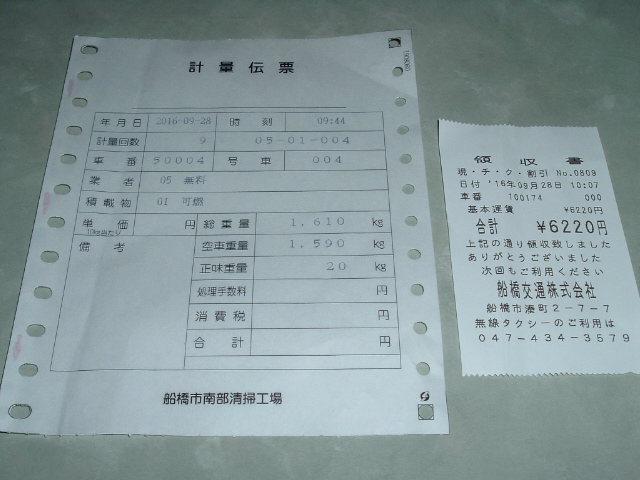 計量伝票
年月日 2016-09-28 時刻 09:44
計量回数 9 05-01-004
車番 50004 号車 004
業者 05 無料
積載物 01 可燃
単価 10kg当たり 円 総重量 1,610 kg
備考 空車重量 1,590 kg
正味重量 20 kg
処理手数料 円
消費税 円
合計 円
船橋市南部清掃工場
領収書
現・チ・ク・割引 No.0809
日付 '16年09月28日 10:07
車番 100174 000
基本運賃 ¥6220円
合計 ¥6220円
上記の通り領収致しました
ありがとうございました
次回もご利用ください
船橋交通株式会社
船橋市湊町2-7-7
無線タクシーのご利用は
047-434-3579